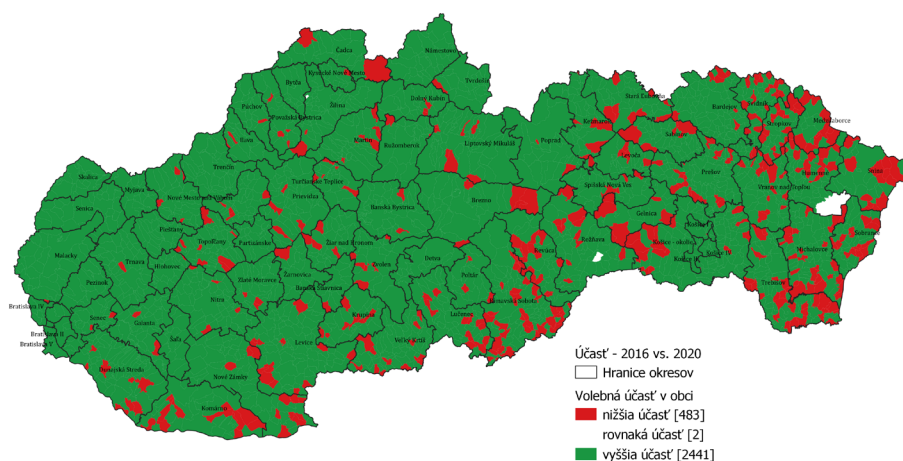 Námestovo
Čadca
Tvrdošín
Kysucké Nové Mesto
Bytča
Dolný Kubín
Stará Ľubovňa
Svidník
Bardejov
Púchov
Žilina
Stropkov
Medzilaborce
Považská Bystrica
Kežmarok
Ilava
Martin
Ružomberok
Liptovský Mikuláš
Poprad
Sabinov
Levoča
Humenné
Snina
Trenčín
Prešov
Skalica
Turčianske Teplice
Vranov nad Topľou
Myjava
Nové Mesto nad Váhom
Prievidza
Brezno
Spišská Nová Ves
Senica
Banská Bystrica
Gelnica
Piešťany
Košice I
Sobrance
Topoľčany
Partizánske
Žiar nad Hronom
Rožňava
Košice - okolie
Michalovce
Malacky
Trnava
Hlohovec
Zvolen
Detva
Revúca
Košice IV
Pezinok
Zlaté Moravce
Žarnovica
Poltár
Trebišov
Banská Štiavnica
Nitra
Rimavská Sobota
Bratislava IV
Senec
Galanta
Krupina
Lučenec
Bratislava II
Šaľa
Levice
Veľký Krtíš
Bratislava V
Účasť - 2016 vs. 2020
Dunajská Streda
Hranice okresov
Nové Zámky
Volebná účasť v obci
Komárno
nižšia účasť [483]
rovnaká účasť [2]
vyššia účasť [2441]